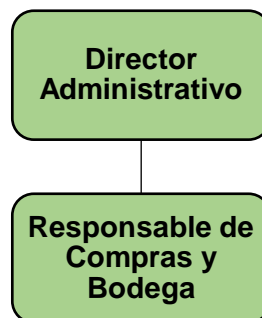 Director
Administrativo
Responsable de
Compras y
Bodega